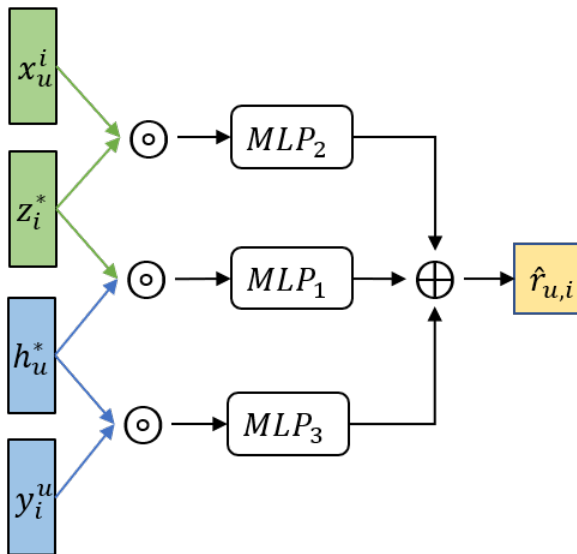 x_u^i
MLP_2
z_i^*
MLP_1
r̂_{u,i}
h_u^*
MLP_3
y_i^u